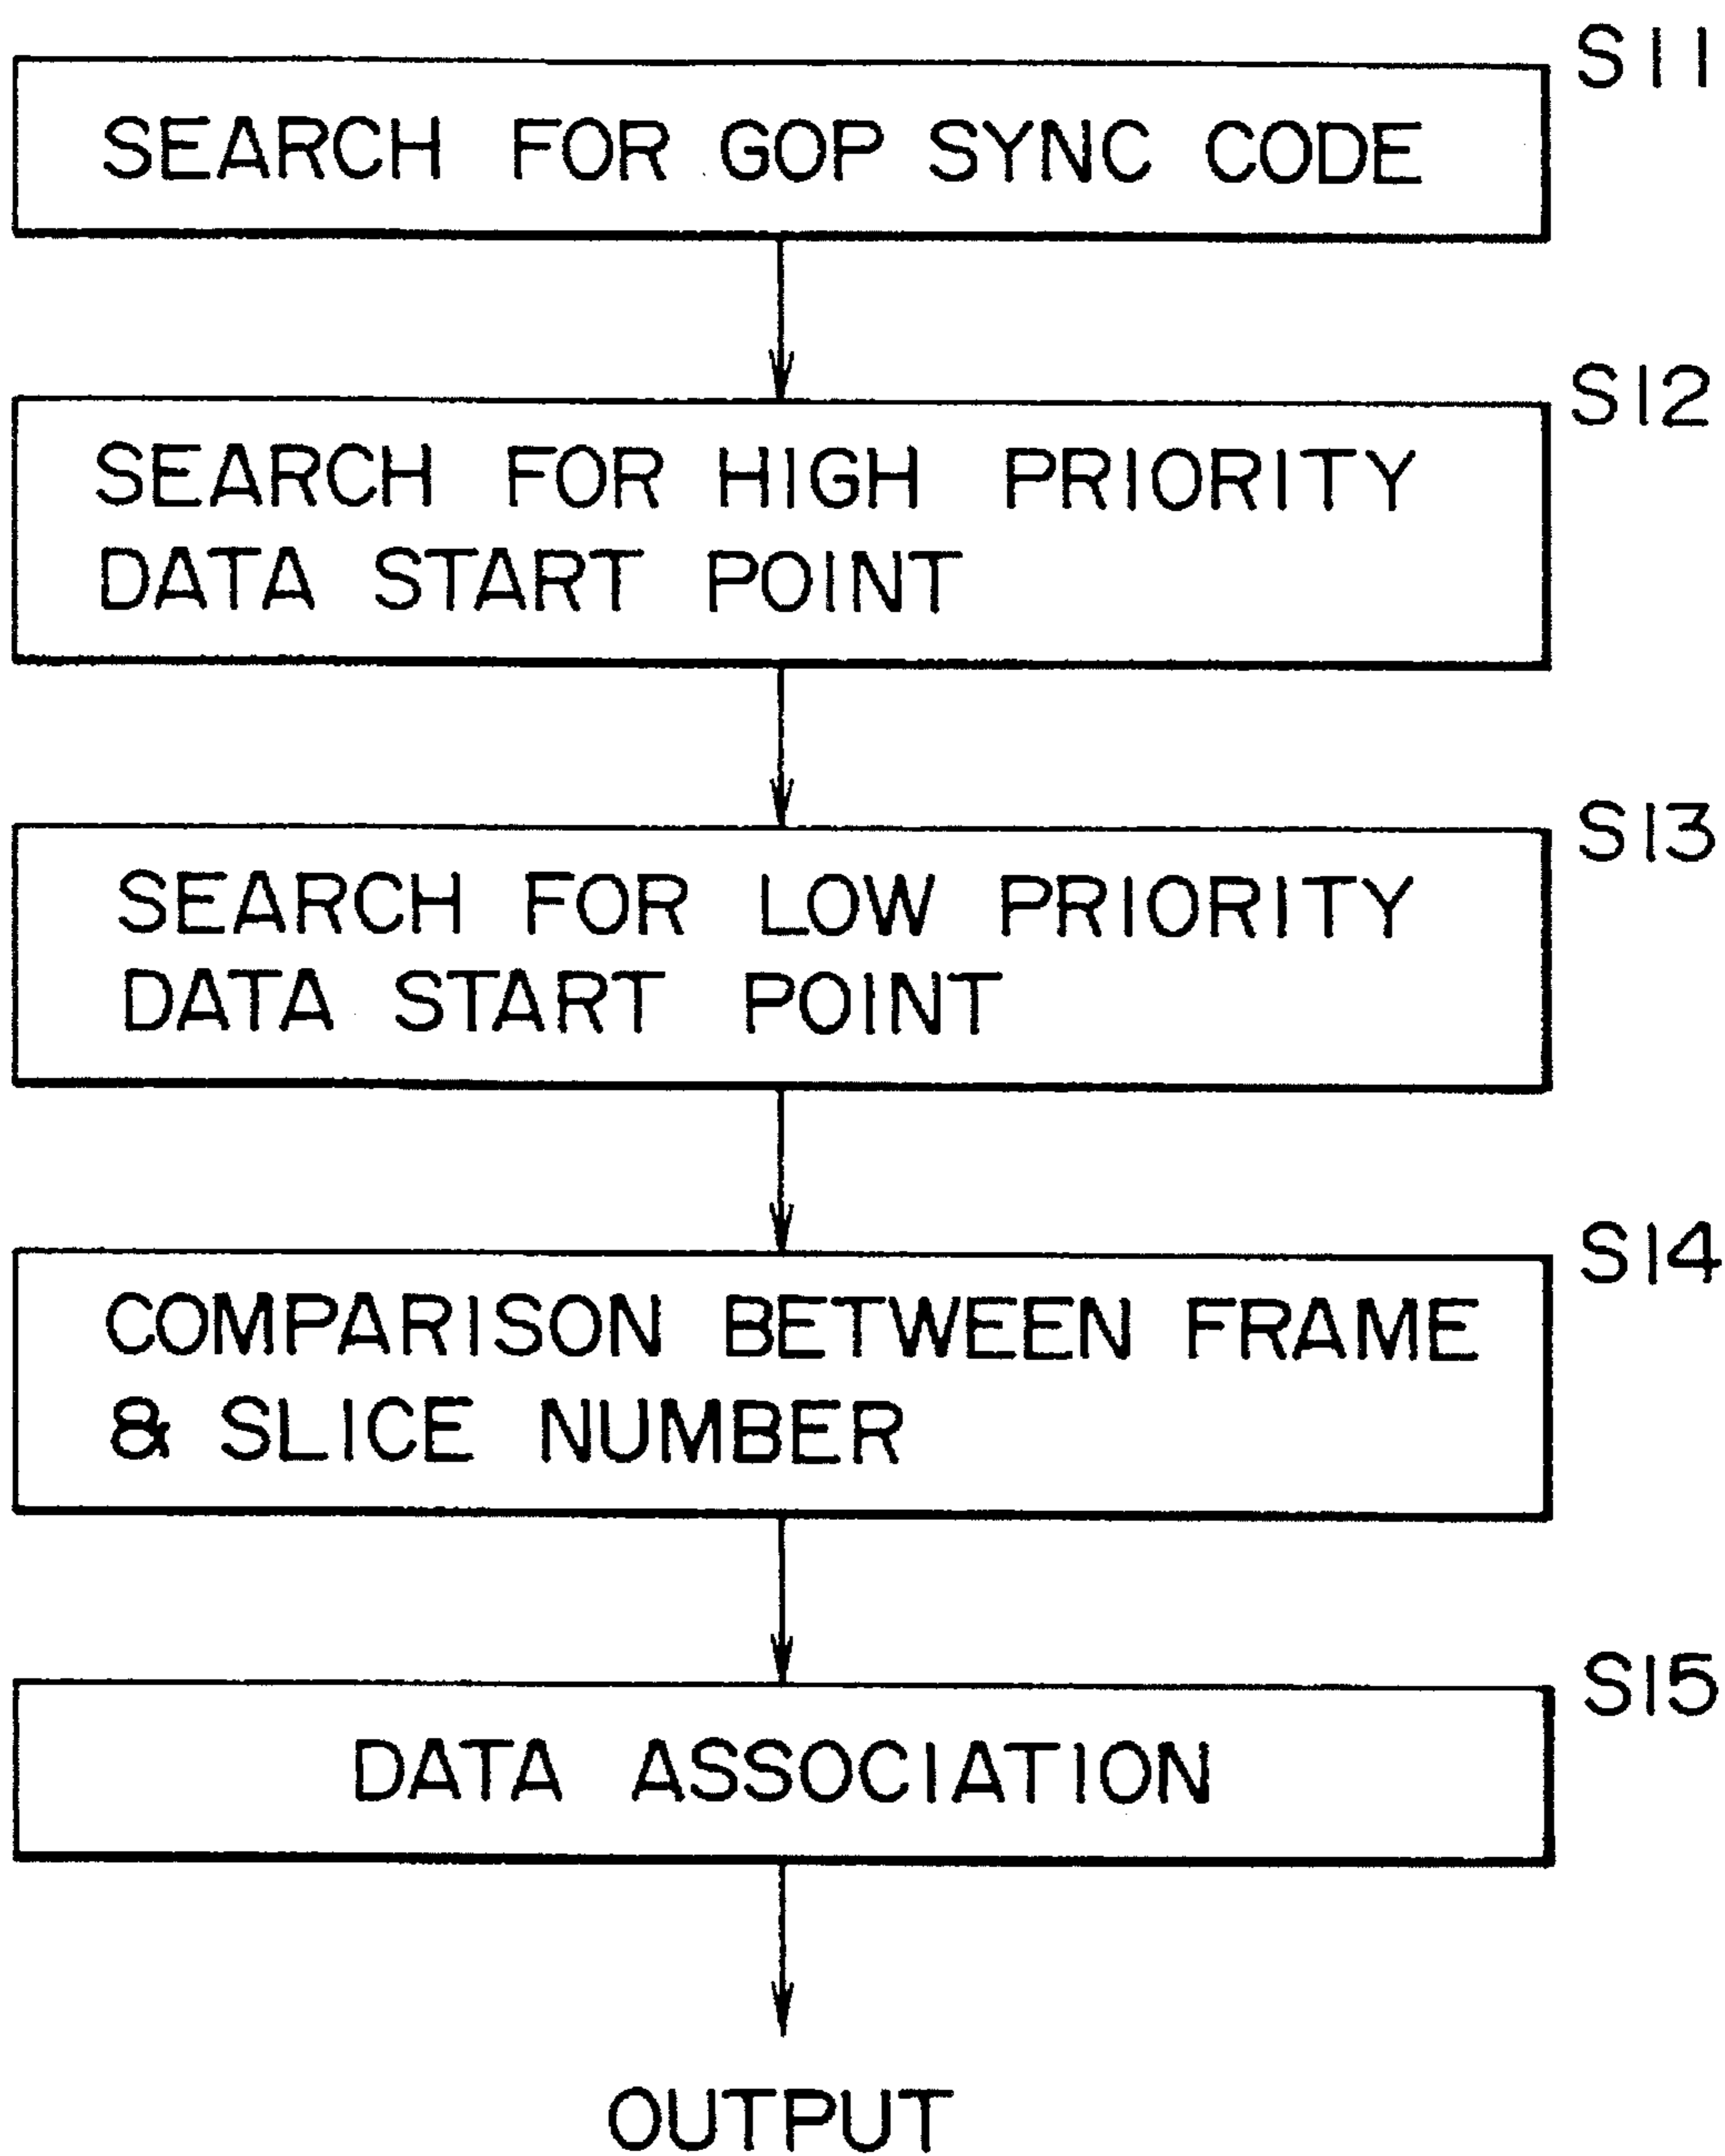 S11
SEARCH FOR GOP SYNC CODE
S12
SEARCH FOR HIGH PRIORITY
DATA START POINT
S13
SEARCH FOR LOW PRIORITY
DATA START POINT
S14
COMPARISON BETWEEN FRAME
& SLICE NUMBER
S15
DATA ASSOCIATION
OUTPUT